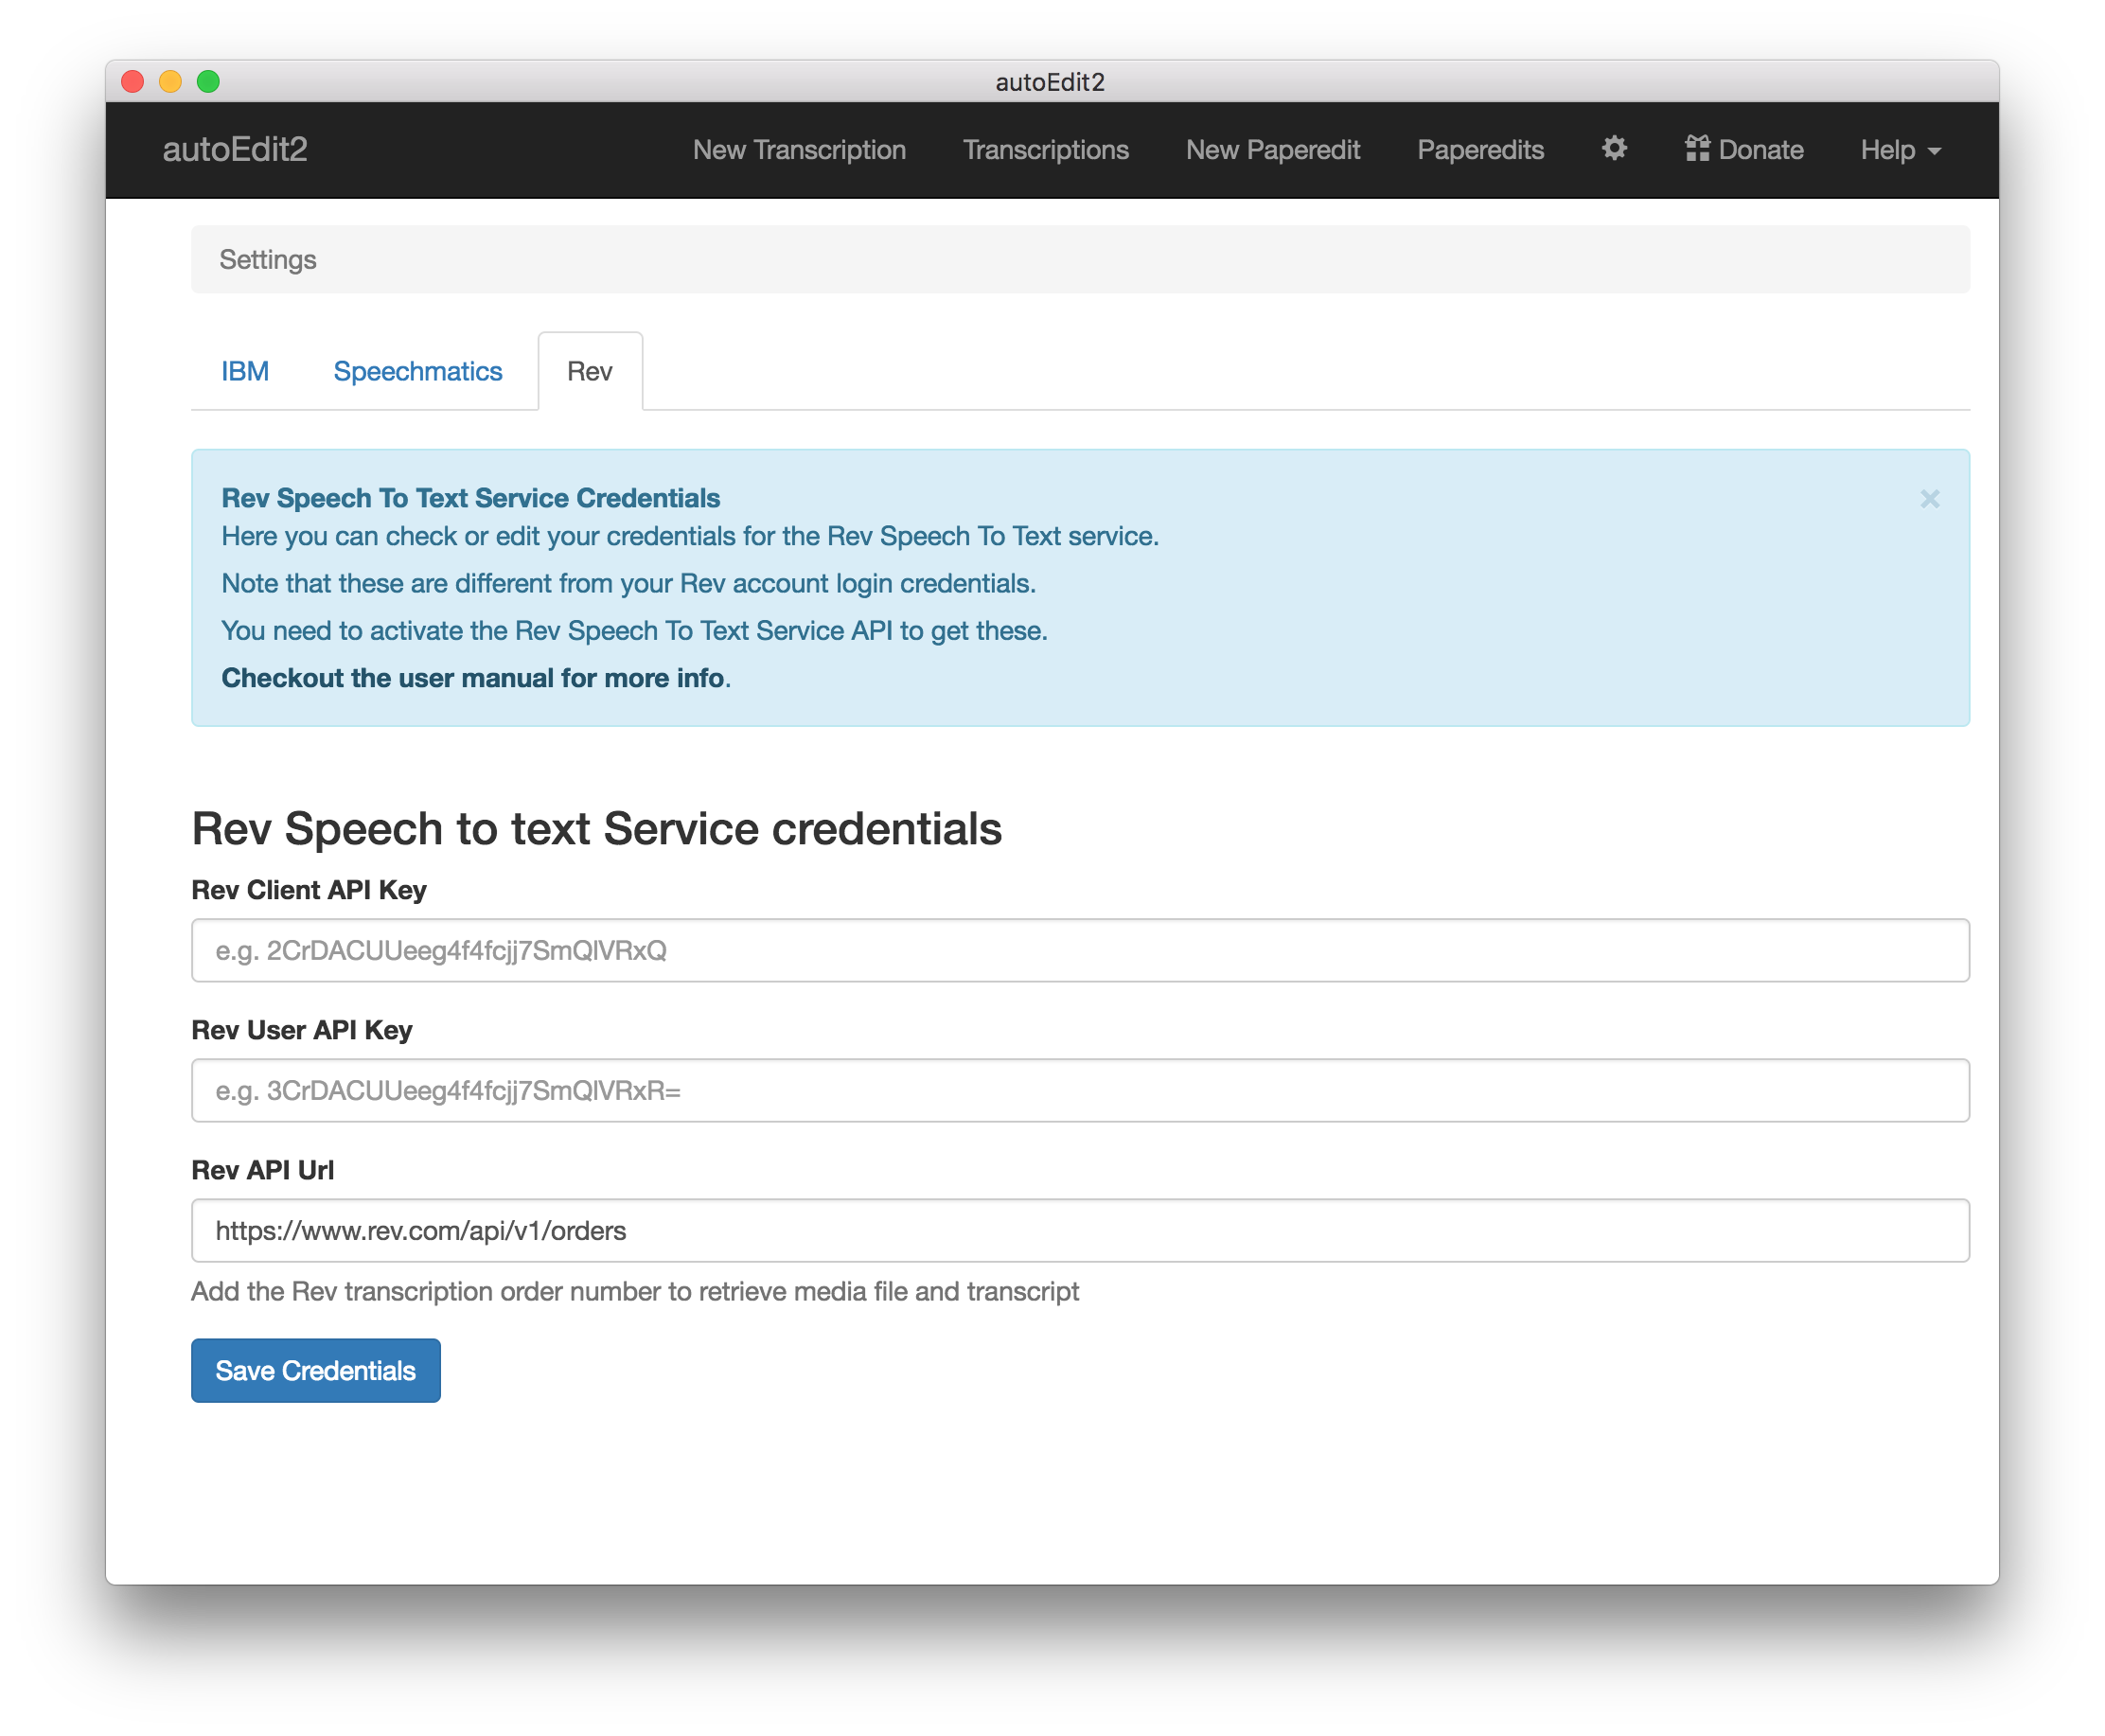 autoEdit2
autoEdit2 New Transcription Transcriptions New Paperedit Paperedits Donate Help
Settings
IBM Speechmatics Rev
Rev Speech To Text Service Credentials
×
Here you can check or edit your credentials for the Rev Speech To Text service.
Note that these are different from your Rev account login credentials.
You need to activate the Rev Speech To Text Service API to get these.
Checkout the user manual for more info.
Rev Speech to text Service credentials
Rev Client API Key
e.g. 2CrDACUUeeg4f4fcjj7SmQlVRxQ
Rev User API Key
e.g. 3CrDACUUeeg4f4fcjj7SmQlVRxR=
Rev API Url
https://www.rev.com/api/v1/orders
Add the Rev transcription order number to retrieve media file and transcript
Save Credentials